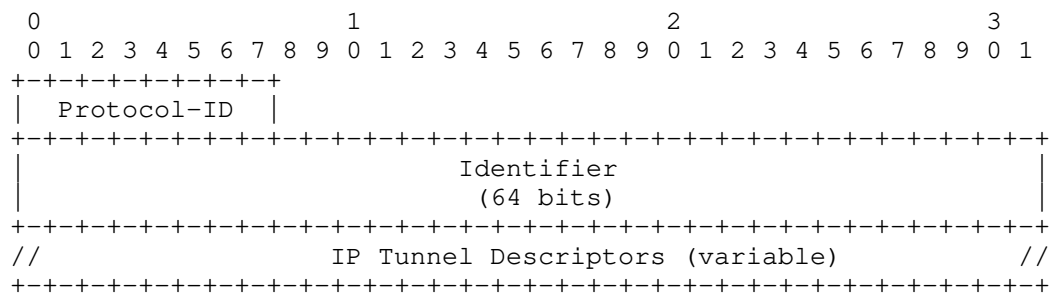 0                   1                   2                   3
 0 1 2 3 4 5 6 7 8 9 0 1 2 3 4 5 6 7 8 9 0 1 2 3 4 5 6 7 8 9 0 1
+-+-+-+-+-+-+-+-+
|  Protocol-ID  |
+-+-+-+-+-+-+-+-+-+-+-+-+-+-+-+-+-+-+-+-+-+-+-+-+-+-+-+-+-+-+-+-+
|                           Identifier                          |
|                            (64 bits)                          |
+-+-+-+-+-+-+-+-+-+-+-+-+-+-+-+-+-+-+-+-+-+-+-+-+-+-+-+-+-+-+-+-+
//                  IP Tunnel Descriptors (variable)           //
+-+-+-+-+-+-+-+-+-+-+-+-+-+-+-+-+-+-+-+-+-+-+-+-+-+-+-+-+-+-+-+-+